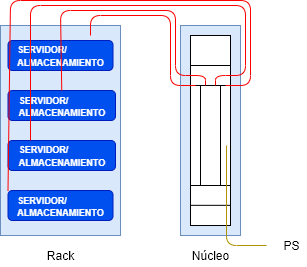 SERVIDOR/
ALMACENAMIENTO
SERVIDOR/
ALMACENAMIENTO
SERVIDOR/
ALMACENAMIENTO
SERVIDOR/
ALMACENAMIENTO
PS
Rack
Núcleo